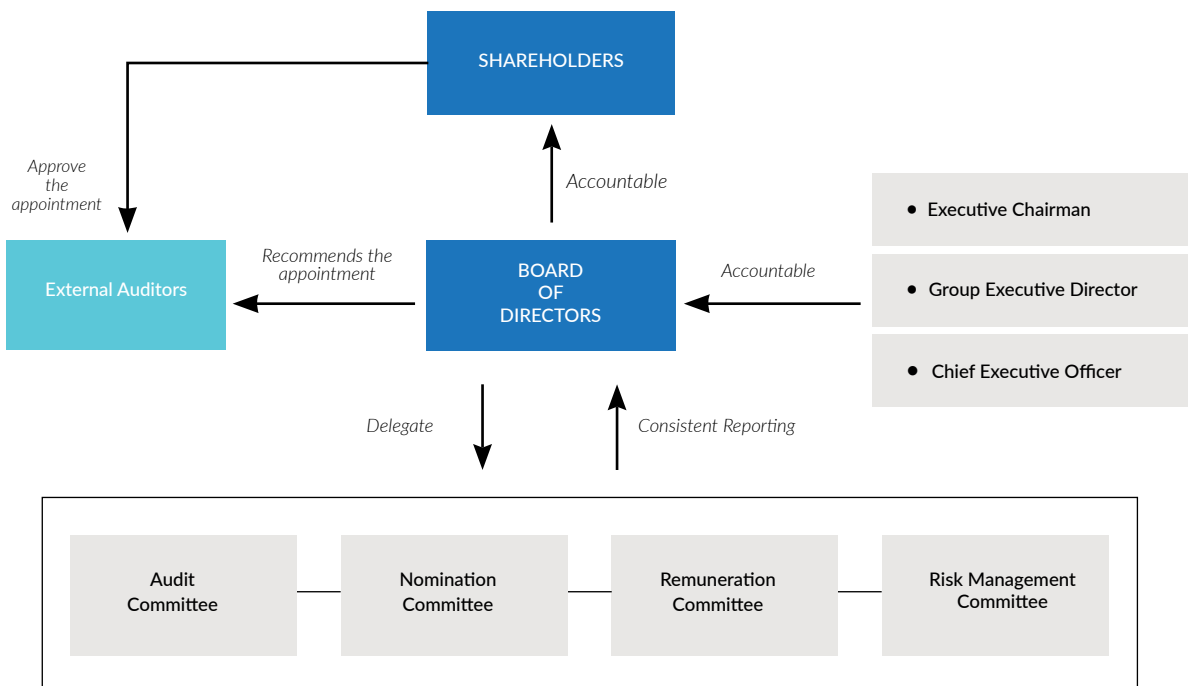 SHAREHOLDERS
Approve
the
appointment
Accountable
Executive Chairman
External Auditors
Recommends the
appointment
BOARD
OF
DIRECTORS
Accountable
Group Executive Director
Chief Executive Officer
Delegate
Consistent Reporting
Audit
Committee
Nomination
Committee
Remuneration
Committee
Risk Management
Committee